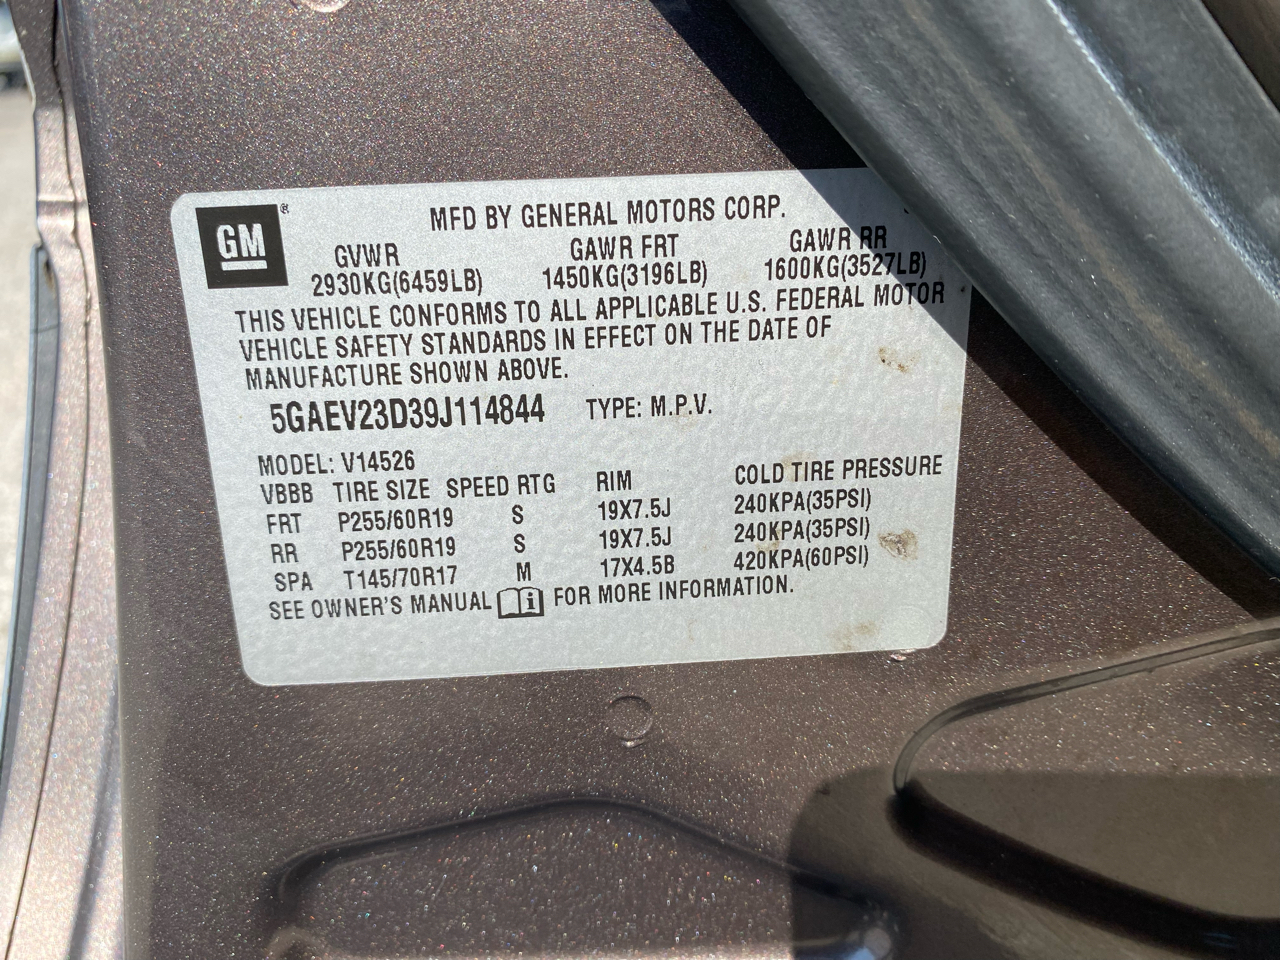 GM ®
MFD BY GENERAL MOTORS CORP.
GVWR GAWR FRT GAWR RR
2930KG(6459LB) 1450KG(3196LB) 1600KG(3527LB)
THIS VEHICLE CONFORMS TO ALL APPLICABLE U.S. FEDERAL MOTOR
VEHICLE SAFETY STANDARDS IN EFFECT ON THE DATE OF
MANUFACTURE SHOWN ABOVE.
5GAEV23D39J114844 TYPE: M.P.V.
MODEL: V14526
VBBB TIRE SIZE SPEED RTG RIM COLD TIRE PRESSURE
FRT P255/60R19 S 19X7.5J 240KPA(35PSI)
RR P255/60R19 S 19X7.5J 240KPA(35PSI)
SPA T145/70R17 M 17X4.5B 420KPA(60PSI)
SEE OWNER'S MANUAL i FOR MORE INFORMATION.